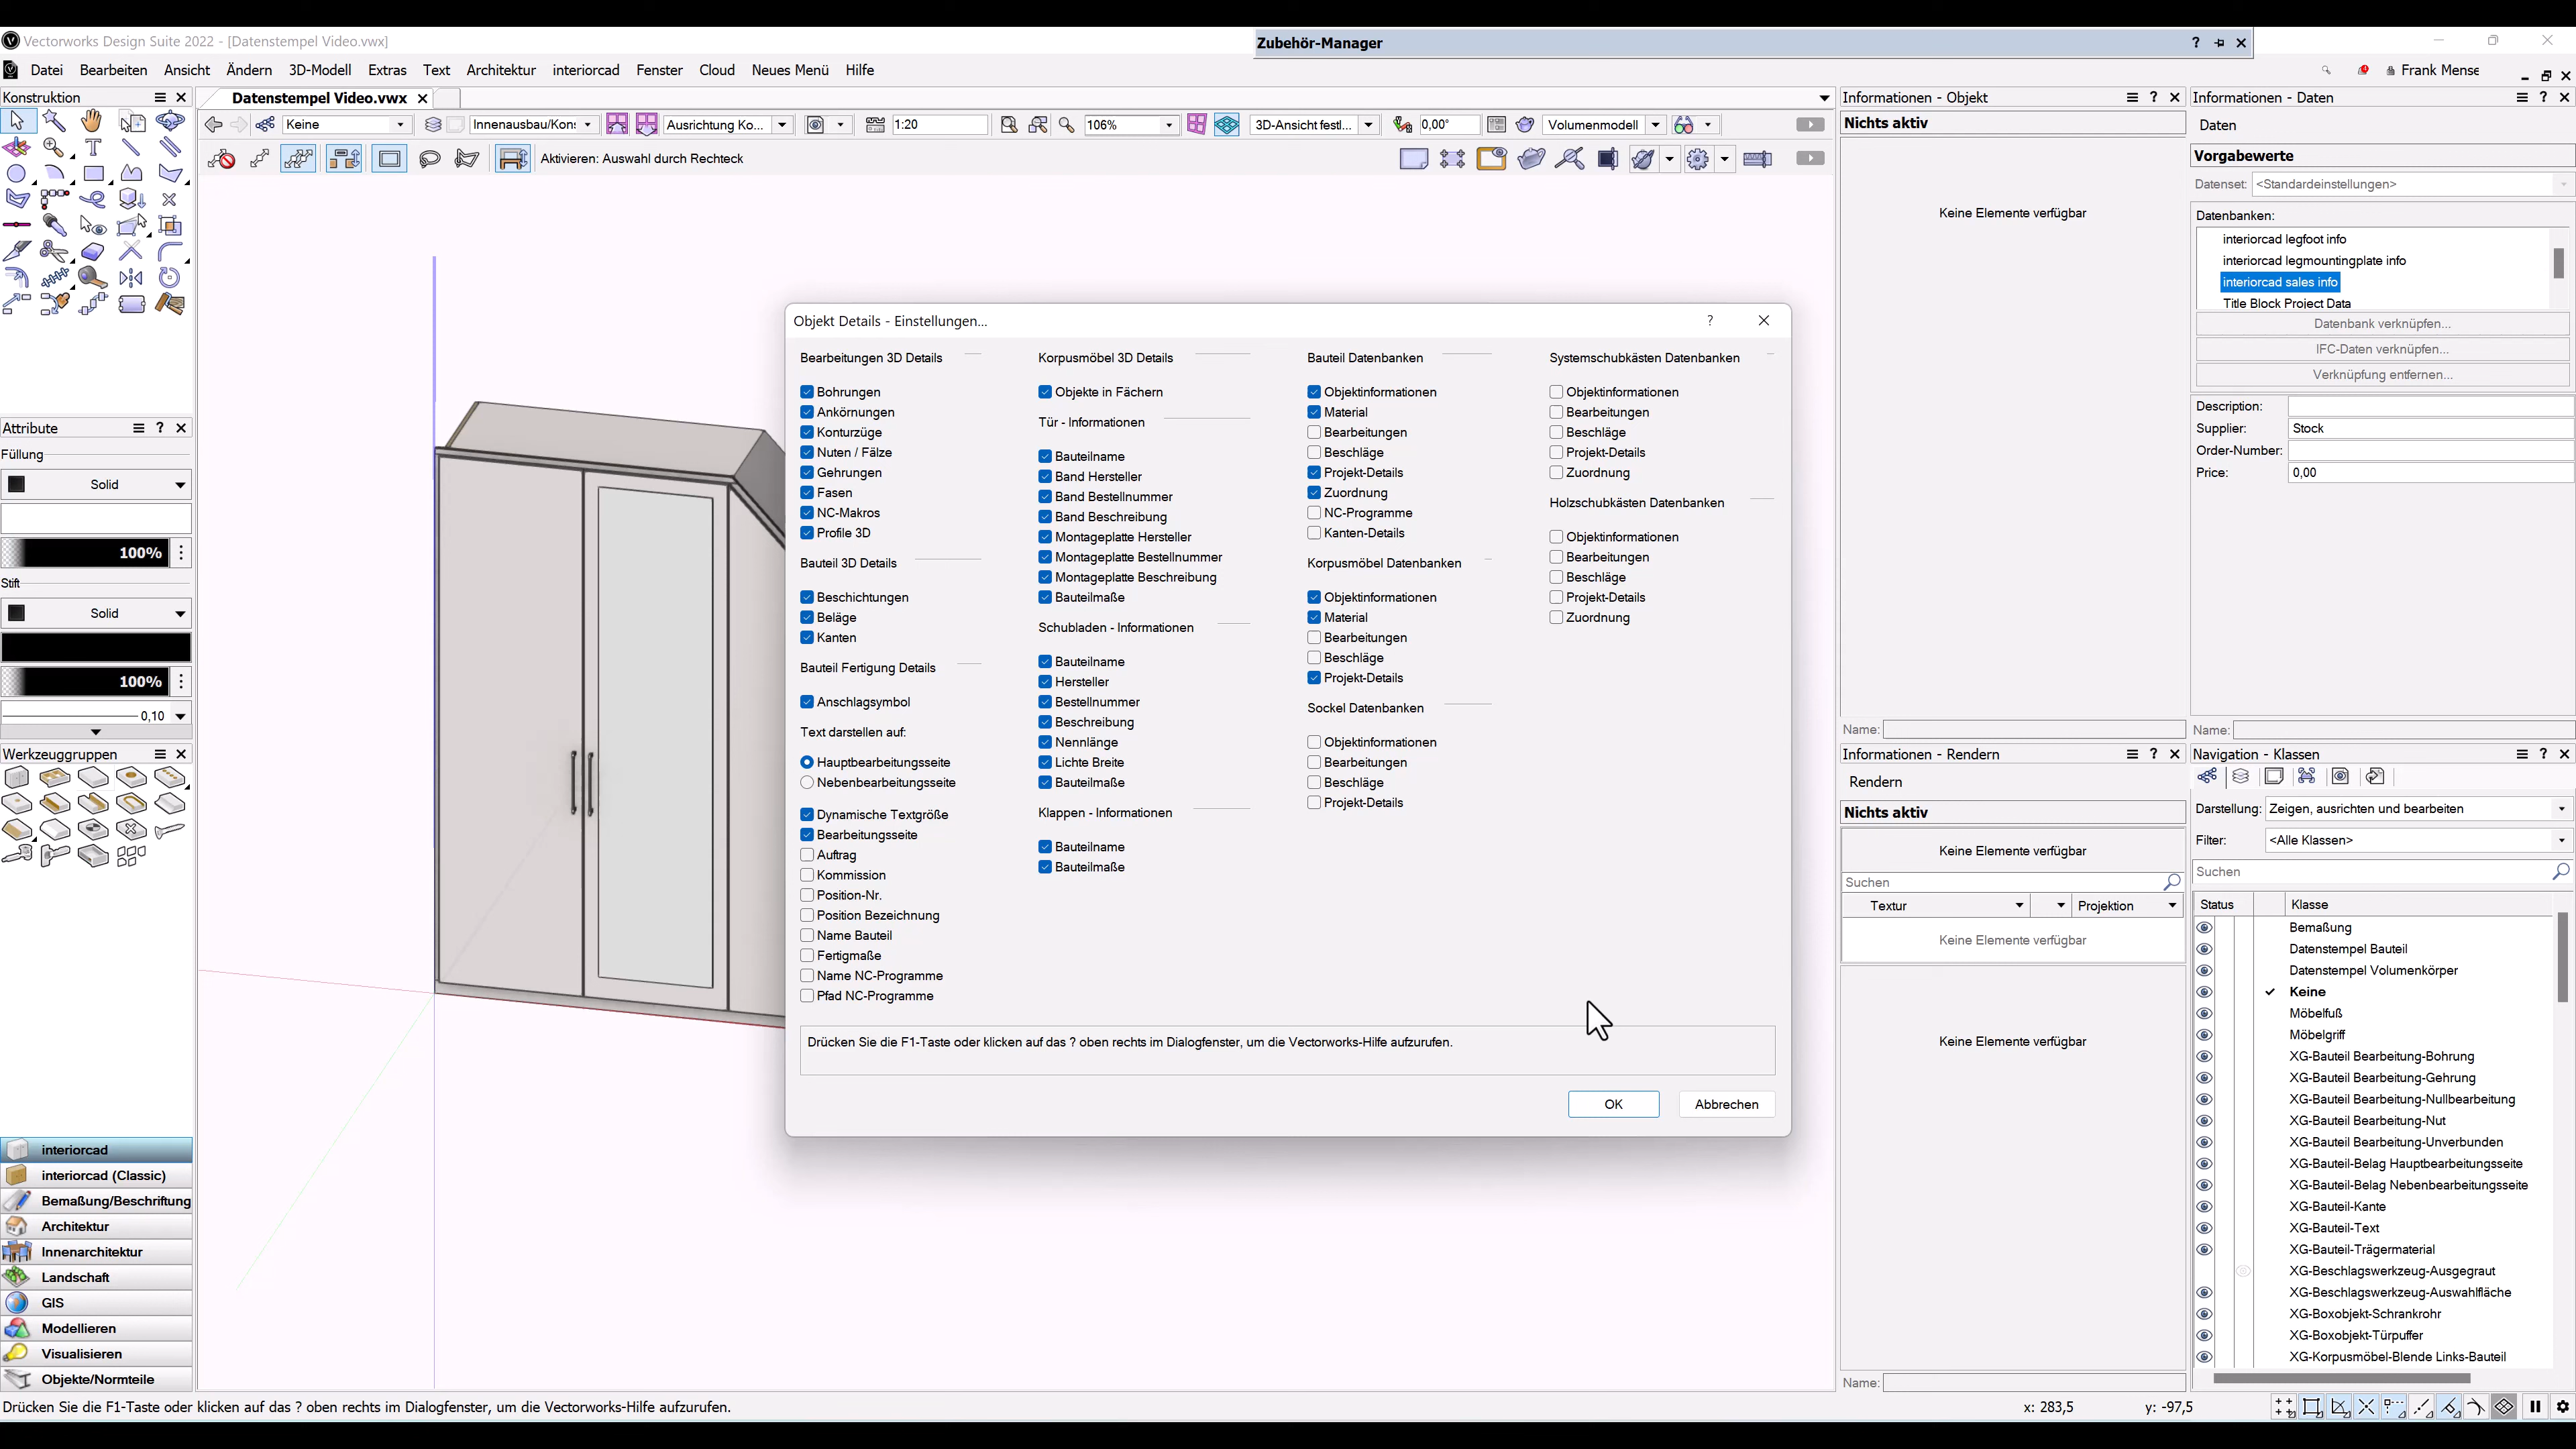 Vectorworks Design Suite 2022 - [Datenstempel Video.vwx]
Zubehör-Manager
Datei Bearbeiten Ansicht Ändern 3D-Modell Extras Text Architektur interiorcad Fenster Cloud Neues Menü Hilfe
Frank Mense
Konstruktion
Datenstempel Video.vwx
Keine
Innenausbau/Kon:
Ausrichtung Ko...
1:20
106%
3D-Ansicht festl...
0,00°
Volumenmodell
Aktivieren: Auswahl durch Rechteck
Attribute
Füllung
Solid
100%
Stift
Solid
100%
0,10
Werkzeuggruppen
interiorcad
interiorcad (Classic)
Bemaßung/Beschriftung
Architektur
Innenarchitektur
Landschaft
GIS
Modellieren
Visualisieren
Objekte/Normteile
Objekt Details - Einstellungen...
Bearbeitungen 3D Details
Bohrungen
Ankörnungen
Konturzüge
Nuten / Fälze
Gehrungen
Fasen
NC-Makros
Profile 3D
Bauteil 3D Details
Beschichtungen
Beläge
Kanten
Bauteil Fertigung Details
Anschlagsymbol
Text darstellen auf:
Hauptbearbeitungsseite
Nebenbearbeitungsseite
Dynamische Textgröße
Bearbeitungsseite
Auftrag
Kommission
Position-Nr.
Position Bezeichnung
Name Bauteil
Fertigmaße
Name NC-Programme
Pfad NC-Programme
Korpusmöbel 3D Details
Objekte in Fächern
Tür - Informationen
Bauteilname
Band Hersteller
Band Bestellnummer
Band Beschreibung
Montageplatte Hersteller
Montageplatte Bestellnummer
Montageplatte Beschreibung
Bauteilmaße
Schubladen - Informationen
Bauteilname
Hersteller
Bestellnummer
Beschreibung
Nennlänge
Lichte Breite
Bauteilmaße
Klappen - Informationen
Bauteilname
Bauteilmaße
Bauteil Datenbanken
Objektinformationen
Material
Bearbeitungen
Beschläge
Projekt-Details
Zuordnung
NC-Programme
Kanten-Details
Korpusmöbel Datenbanken
Objektinformationen
Material
Bearbeitungen
Beschläge
Projekt-Details
Sockel Datenbanken
Objektinformationen
Bearbeitungen
Beschläge
Projekt-Details
Systemschubkästen Datenbanken
Objektinformationen
Bearbeitungen
Beschläge
Projekt-Details
Zuordnung
Holzschubkästen Datenbanken
Objektinformationen
Bearbeitungen
Beschläge
Projekt-Details
Zuordnung
Drücken Sie die F1-Taste oder klicken auf das ? oben rechts im Dialogfenster, um die Vectorworks-Hilfe aufzurufen.
OK
Abbrechen
Informationen - Objekt
Nichts aktiv
Keine Elemente verfügbar
Name:
Informationen - Rendern
Rendern
Nichts aktiv
Keine Elemente verfügbar
Suchen
Textur
Projektion
Keine Elemente verfügbar
Keine Elemente verfügbar
Name:
Informationen - Daten
Daten
Vorgabewerte
Datenset: <Standardeinstellungen>
Datenbanken:
interiorcad legfoot info
interiorcad legmountingplate info
interiorcad sales info
Title Block Project Data
Datenbank verknüpfen...
IFC-Daten verknüpfen...
Verknüpfung entfernen...
Description:
Supplier: Stock
Order-Number:
Price: 0,00
Name:
Navigation - Klassen
Darstellung: Zeigen, ausrichten und bearbeiten
Filter: <Alle Klassen>
Suchen
Status Klasse
Bemaßung
Datenstempel Bauteil
Datenstempel Volumenkörper
Keine
Möbelfuß
Möbelgriff
XG-Bauteil Bearbeitung-Bohrung
XG-Bauteil Bearbeitung-Gehrung
XG-Bauteil Bearbeitung-Nullbearbeitung
XG-Bauteil Bearbeitung-Nut
XG-Bauteil Bearbeitung-Unverbunden
XG-Bauteil-Belag Hauptbearbeitungsseite
XG-Bauteil-Belag Nebenbearbeitungsseite
XG-Bauteil-Kante
XG-Bauteil-Text
XG-Bauteil-Trägermaterial
XG-Beschlagswerkzeug-Ausgegraut
XG-Beschlagswerkzeug-Auswahlfläche
XG-Boxobjekt-Schrankrohr
XG-Boxobjekt-Türpuffer
XG-Korpusmöbel-Blende Links-Bauteil
Drücken Sie die F1-Taste oder klicken auf das ? oben rechts im Dialogfenster, um die Vectorworks-Hilfe aufzurufen.
x: 283,5
y: -97,5